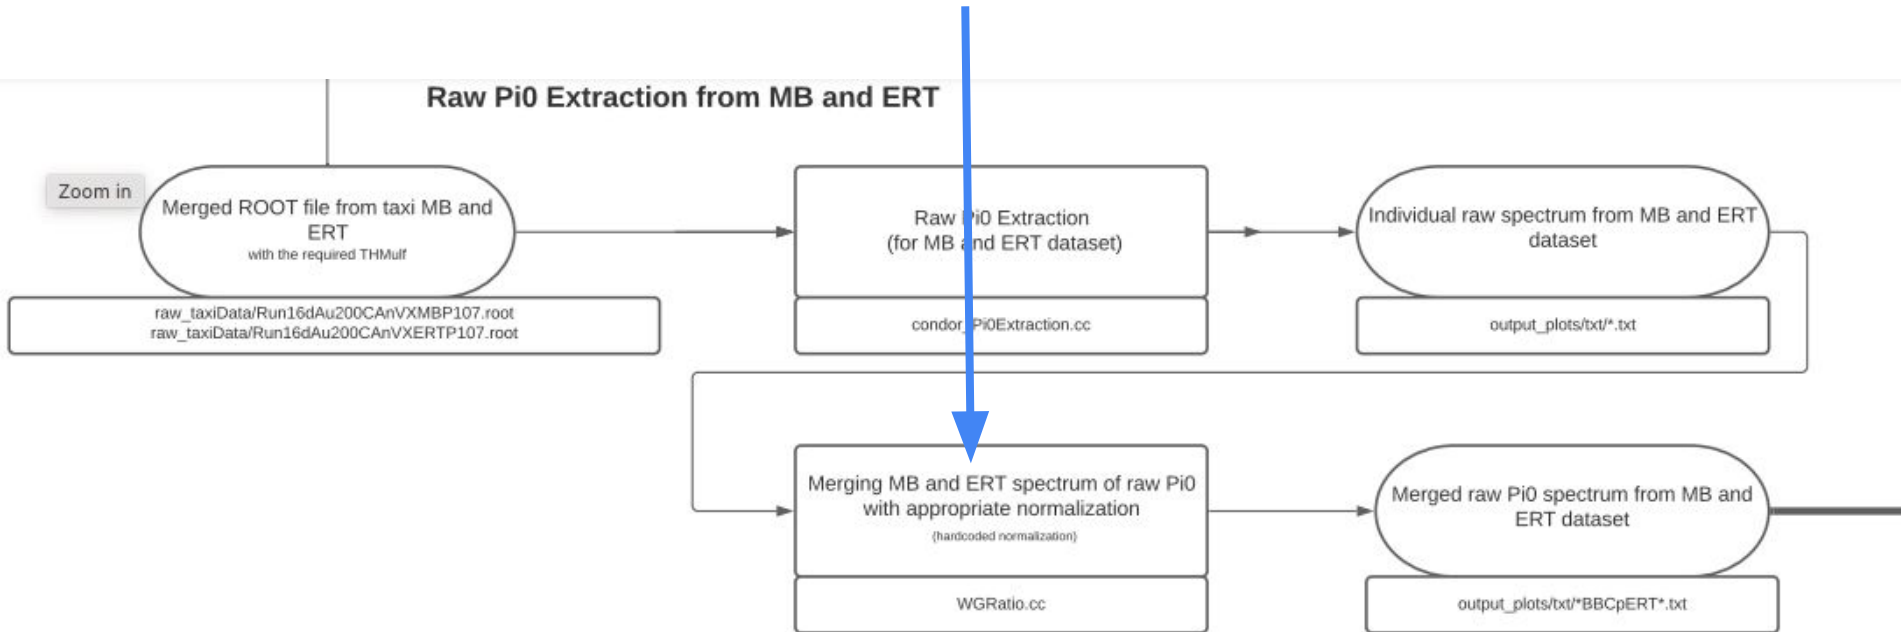 Raw Pi0 Extraction from MB and ERT
Zoom in
Merged ROOT file from taxi MB and
ERT
with the required THMulf
raw_taxiData/Run16dAu200CAnVXMBP107.root
raw_taxiData/Run16dAu200CAnVXERTP107.root
Raw Pi0 Extraction
(for MB and ERT dataset)
condor_Pi0Extraction.cc
Individual raw spectrum from MB and ERT
dataset
output_plots/txt/*.txt
Merging MB and ERT spectrum of raw Pi0
with appropriate normalization
(hardcoded normalization)
WGRatio.cc
Merged raw Pi0 spectrum from MB and
ERT dataset
output_plots/txt/*BBCpERT*.txt